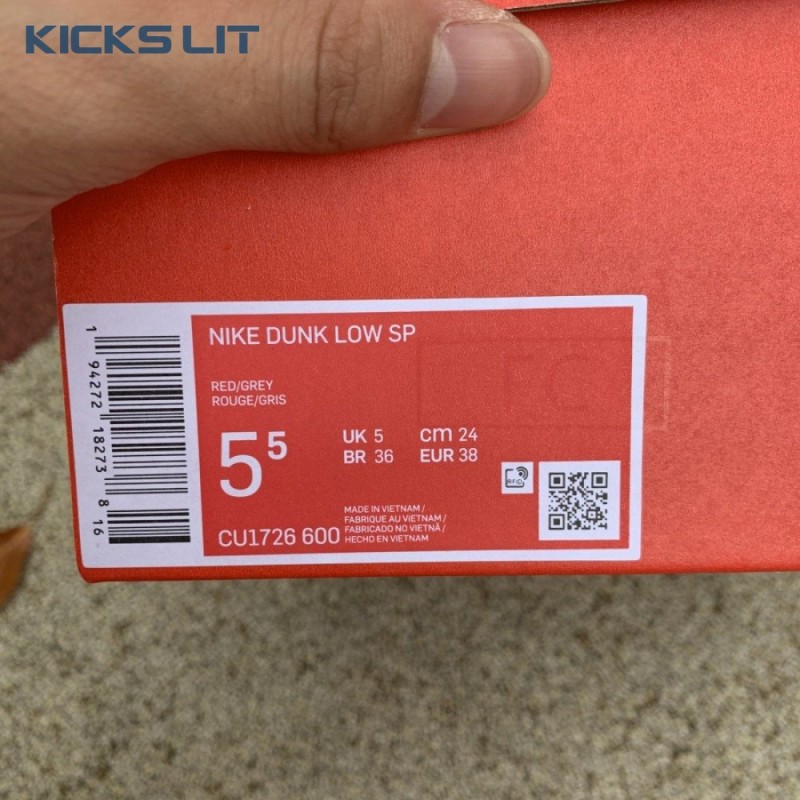 KICKS LIT
NIKE DUNK LOW SP
RED/GREY
ROUGE/GRIS
5 5
UK 5 cm 24
BR 36 EUR 38
RFID
MADE IN VIETNAM /
FABRIQUE AU VIETNAM /
FABRICADO NO VIETNÃ /
HECHO EN VIETNAM
CU1726 600
1 94272 18273 8 16